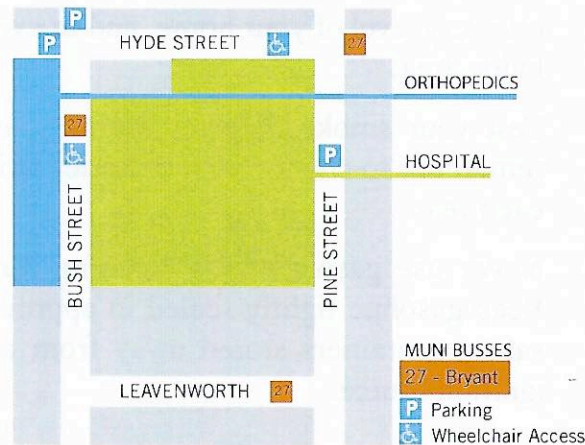 P
P
HYDE STREET
27
ORTHOPEDICS
27
P
HOSPITAL
BUSH STREET
PINE STREET
MUNI BUSSES
27 - Bryant
LEAVENWORTH
27
P Parking
Wheelchair Access